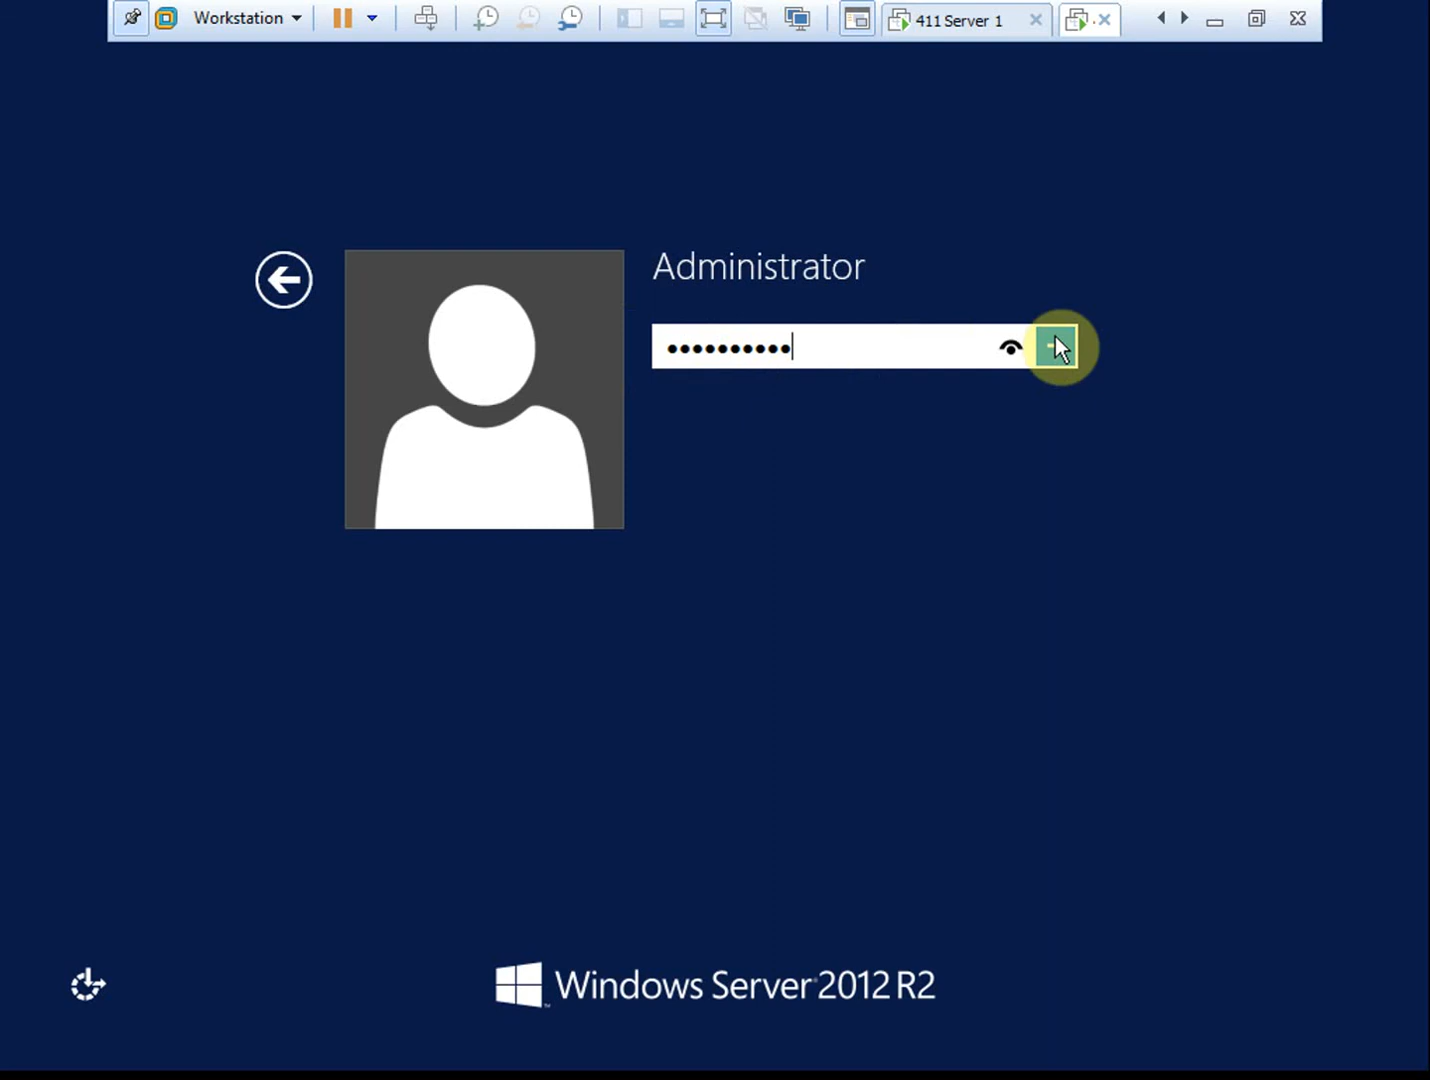 Workstation
411 Server 1
Administrator
Windows Server 2012 R2